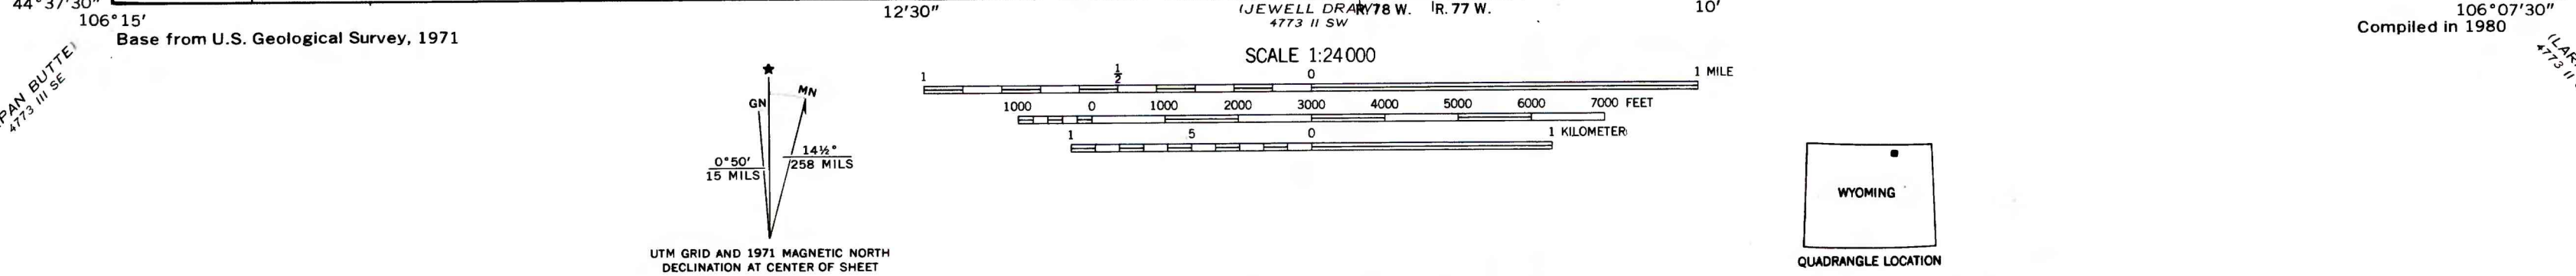 44°37'30"
106°15'
12'30"
(JEWELL DRAW)
4773 II SW
R. 78 W. R. 77 W.
10'
106°07'30"
Base from U.S. Geological Survey, 1971
Compiled in 1980
PAN BUTTE)
4773 III SE
(LAR
4773 II
SCALE 1:24 000
1 1/2 0 1 MILE
1000 0 1000 2000 3000 4000 5000 6000 7000 FEET
1 .5 0 1 KILOMETER
★
GN MN
0°50'
15 MILS
14½°
258 MILS
UTM GRID AND 1971 MAGNETIC NORTH
DECLINATION AT CENTER OF SHEET
WYOMING
QUADRANGLE LOCATION